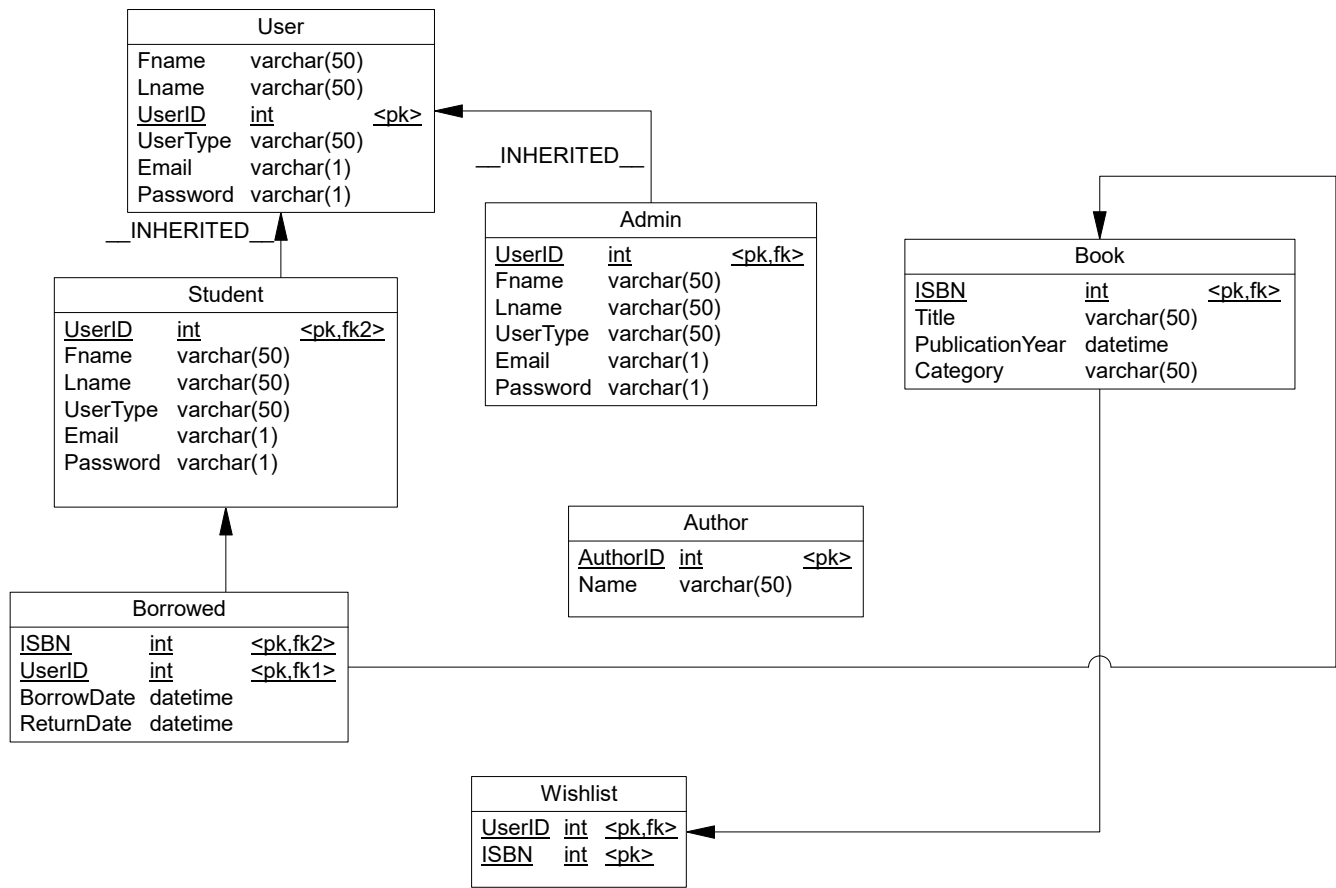 User
Fname varchar(50)
Lname varchar(50)
UserID int <pk>
UserType varchar(50)
Email varchar(1)
Password varchar(1)
__INHERITED__
__INHERITED__
Admin
UserID int <pk,fk>
Fname varchar(50)
Lname varchar(50)
UserType varchar(50)
Email varchar(1)
Password varchar(1)
Book
ISBN int <pk,fk>
Title varchar(50)
PublicationYear datetime
Category varchar(50)
Student
UserID int <pk,fk2>
Fname varchar(50)
Lname varchar(50)
UserType varchar(50)
Email varchar(1)
Password varchar(1)
Author
AuthorID int <pk>
Name varchar(50)
Borrowed
ISBN int <pk,fk2>
UserID int <pk,fk1>
BorrowDate datetime
ReturnDate datetime
Wishlist
UserID int <pk,fk>
ISBN int <pk>